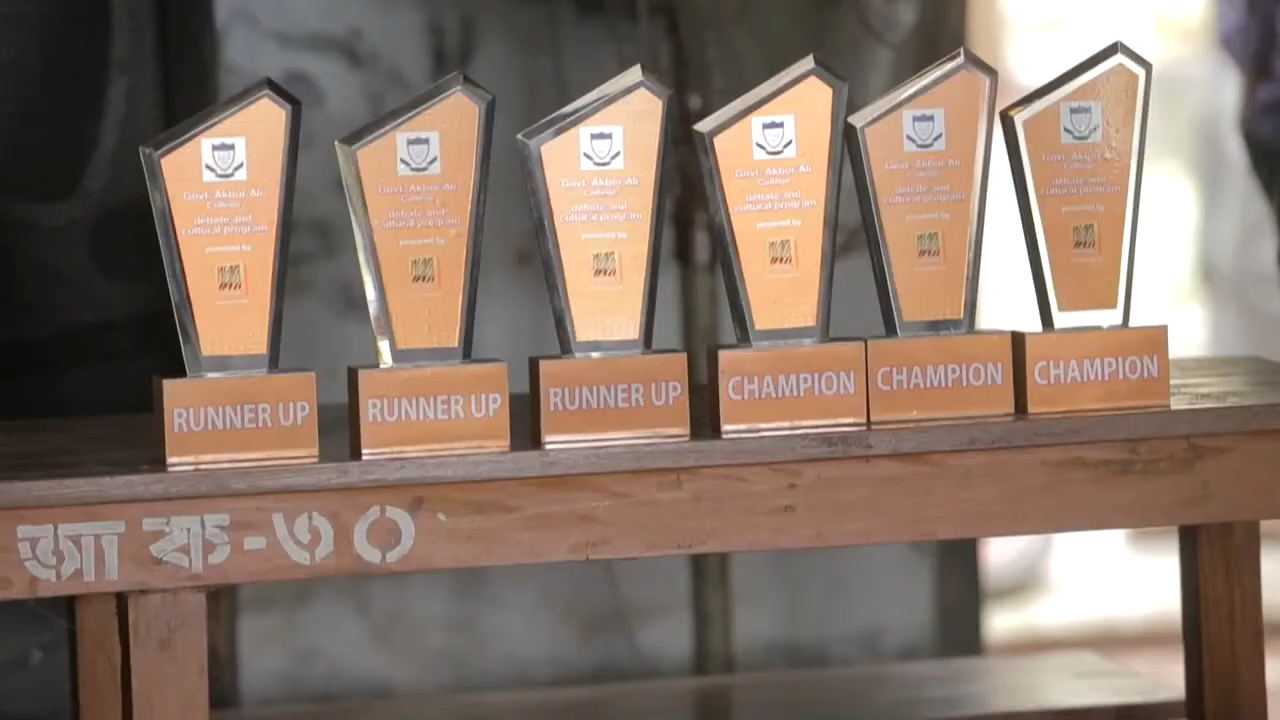 Govt. Akbor Ali
College
debate and
cultural program
powered by
RUNNER UP
Govt. Akbor Ali
College
debate and
cultural program
powered by
RUNNER UP
Govt. Akbor Ali
College
debate and
cultural program
powered by
RUNNER UP
Govt. Akbor Ali
College
debate and
cultural program
powered by
CHAMPION
Govt. Akbor Ali
College
debate and
cultural program
powered by
CHAMPION
Govt. Akbor Ali
College
debate and
cultural program
powered by
CHAMPION
আ ক-৩০